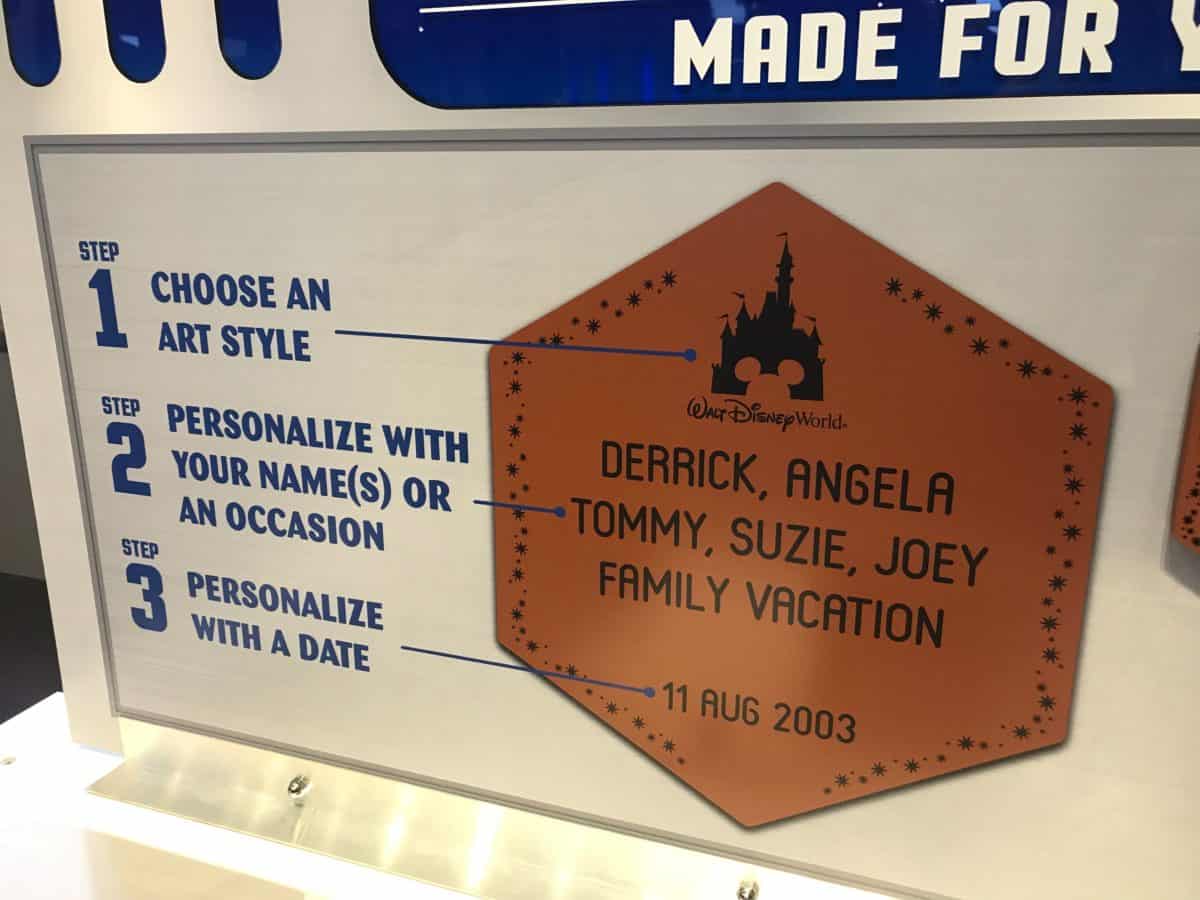 MADE FOR
STEP
1
CHOOSE AN
ART STYLE
STEP
2
PERSONALIZE WITH
YOUR NAME(S) OR
AN OCCASION
STEP
3
PERSONALIZE
WITH A DATE
Walt Disney World®
DERRICK, ANGELA
TOMMY, SUZIE, JOEY
FAMILY VACATION
11 AUG 2003